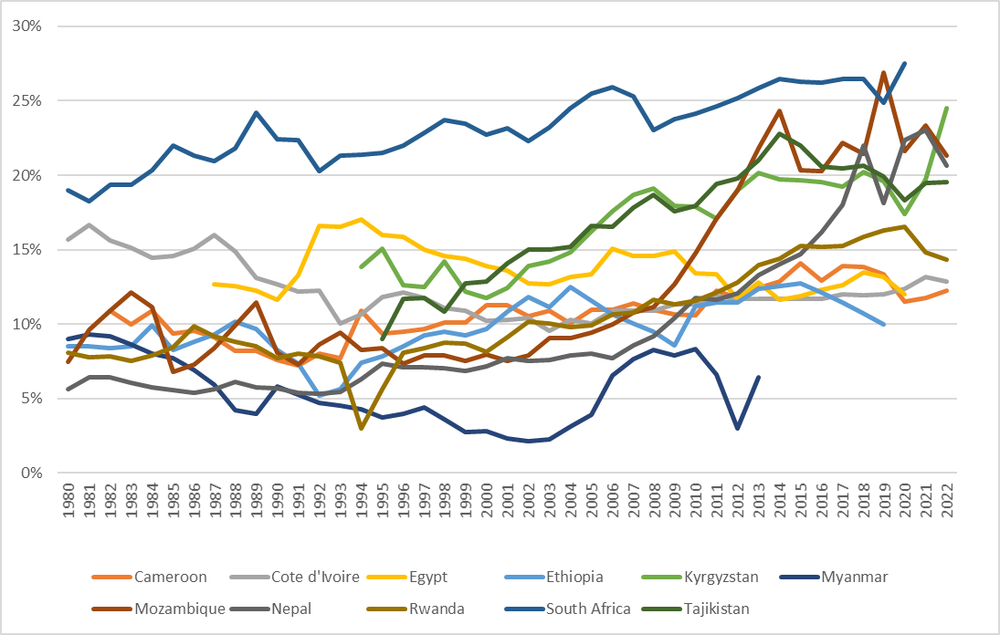 30%
25%
20%
15%
10%
5%
0%
1980 1981 1982 1983 1984 1985 1986 1987 1988 1989 1990 1991 1992 1993 1994 1995 1996 1997 1998 1999 2000 2001 2002 2003 2004 2005 2006 2007 2008 2009 2010 2011 2012 2013 2014 2015 2016 2017 2018 2019 2020 2021 2022
Cameroon Cote d'Ivoire Egypt Ethiopia Kyrgyzstan Myanmar
Mozambique Nepal Rwanda South Africa Tajikistan